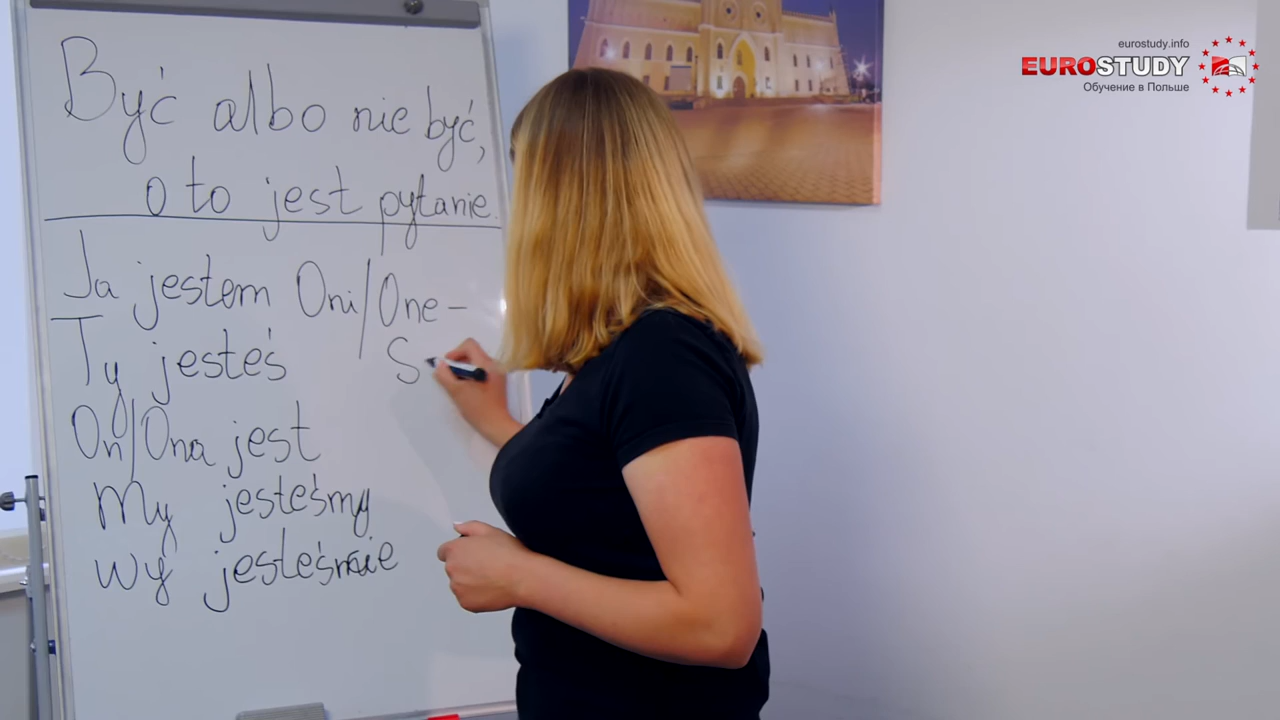 Być albo nie być,
o to jest pytanie.
Ja jestem
Ty jesteś
On/Ona jest
My jesteśmy
wy
Oni/One –
S
eurostudy.info
EUROSTUDY
Обучение в Польше